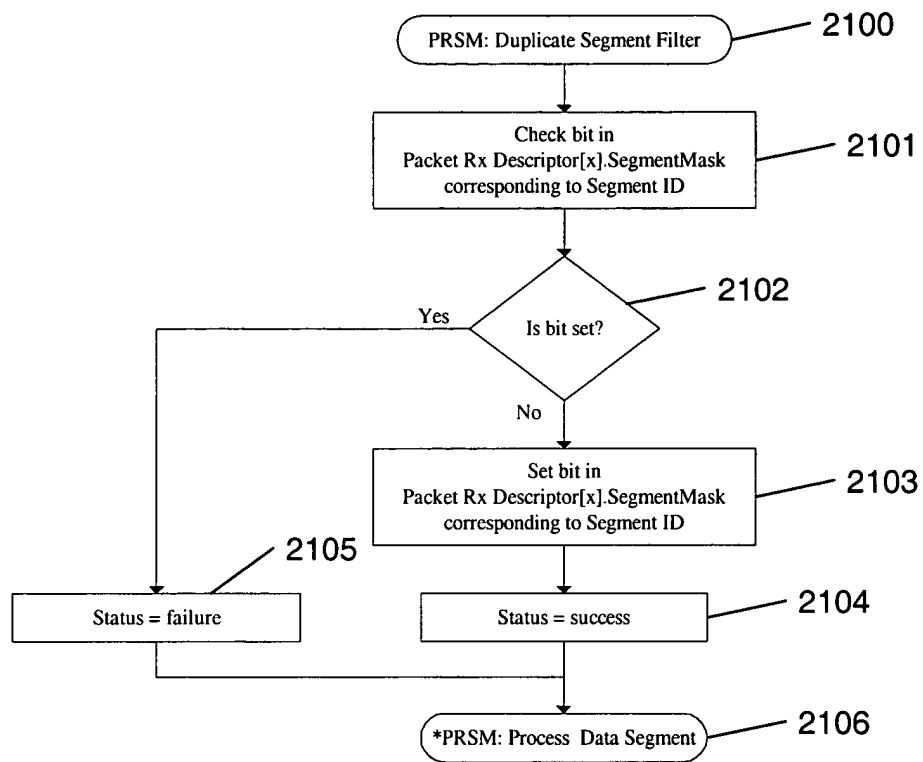 PRSM: Duplicate Segment Filter
2100
Check bit in
Packet Rx Descriptor[x].SegmentMask
corresponding to Segment ID
2101
2102
Yes
Is bit set?
No
Set bit in
Packet Rx Descriptor[x].SegmentMask
corresponding to Segment ID
2103
2105
Status = failure
Status = success
2104
*PRSM: Process Data Segment
2106